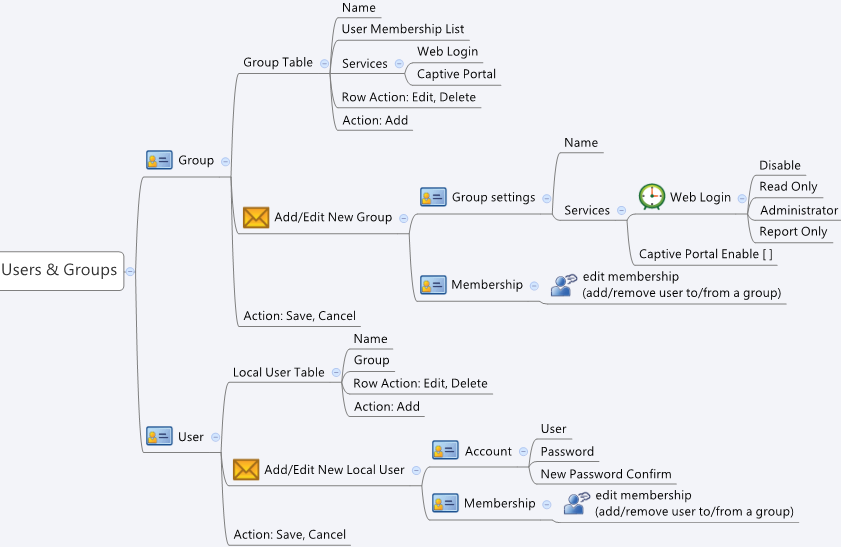 Users & Groups
Group
Group Table
Name
User Membership List
Services
Web Login
Captive Portal
Row Action: Edit, Delete
Action: Add
Add/Edit New Group
Group settings
Name
Services
Web Login
Disable
Read Only
Administrator
Report Only
Captive Portal Enable [ ]
Membership
edit membership
(add/remove user to/from a group)
Action: Save, Cancel
User
Local User Table
Name
Group
Row Action: Edit, Delete
Action: Add
Add/Edit New Local User
Account
User
Password
New Password Confirm
Membership
edit membership
(add/remove user to/from a group)
Action: Save, Cancel